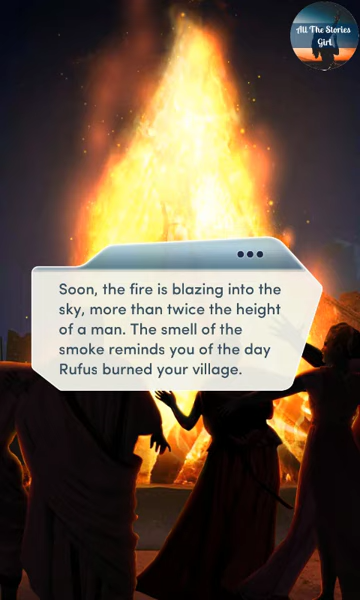 All The Stories
Girl
Soon, the fire is blazing into the
sky, more than twice the height
of a man. The smell of the
smoke reminds you of the day
Rufus burned your village.